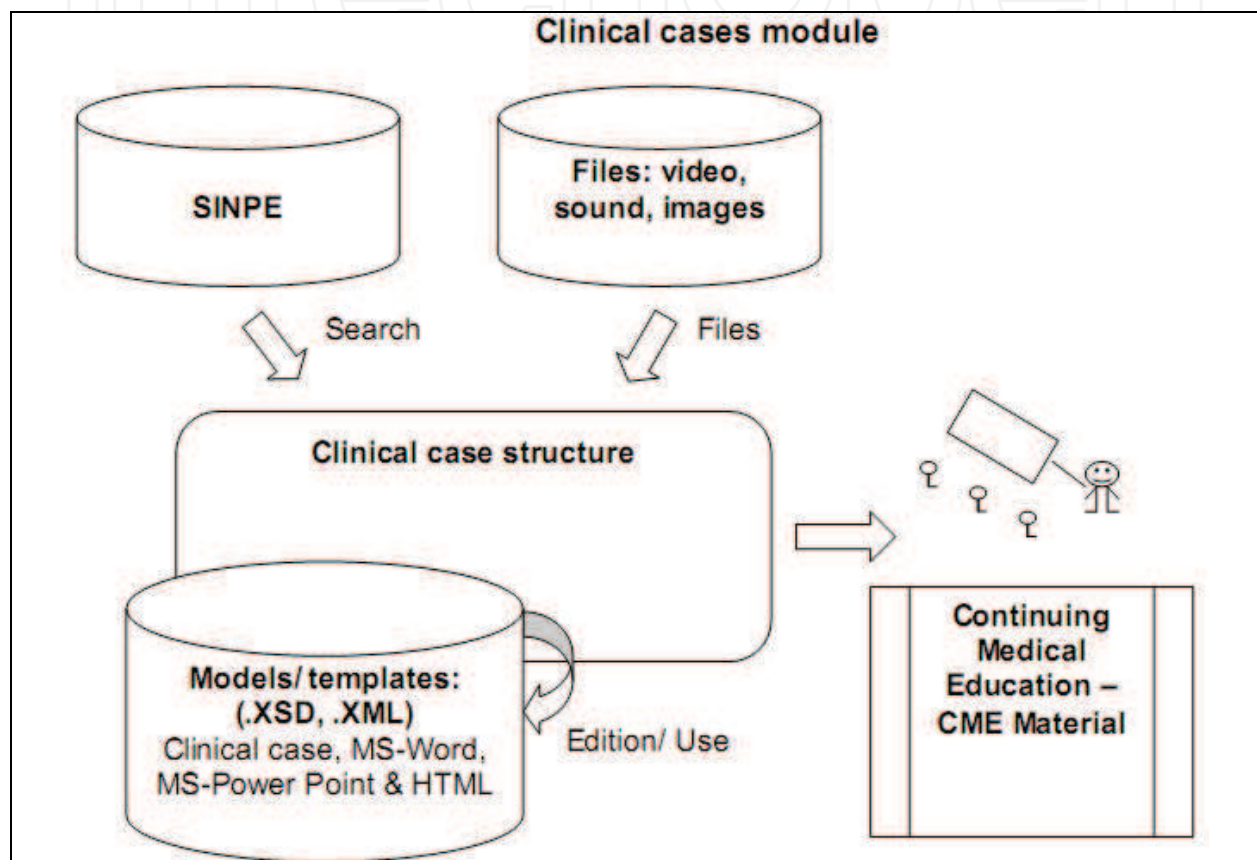 Clinical cases module
SINPE
Files: video,
sound, images
Search
Files
Clinical case structure
Models/ templates:
(.XSD, .XML)
Clinical case, MS-Word,
MS-Power Point & HTML
Edition/ Use
Continuing
Medical
Education –
CME Material